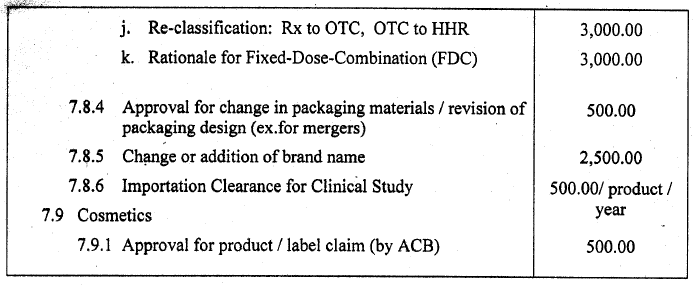 j. Re-classification: Rx to OTC, OTC to HHR 3,000.00
k. Rationale for Fixed-Dose-Combination (FDC) 3,000.00
7.8.4 Approval for change in packaging materials / revision of 500.00
packaging design (ex.for mergers)
7.8.5 Change or addition of brand name 2,500.00
7.8.6 Importation Clearance for Clinical Study 500.00/ product /
year
7.9 Cosmetics
7.9.1 Approval for product / label claim (by ACB) 500.00